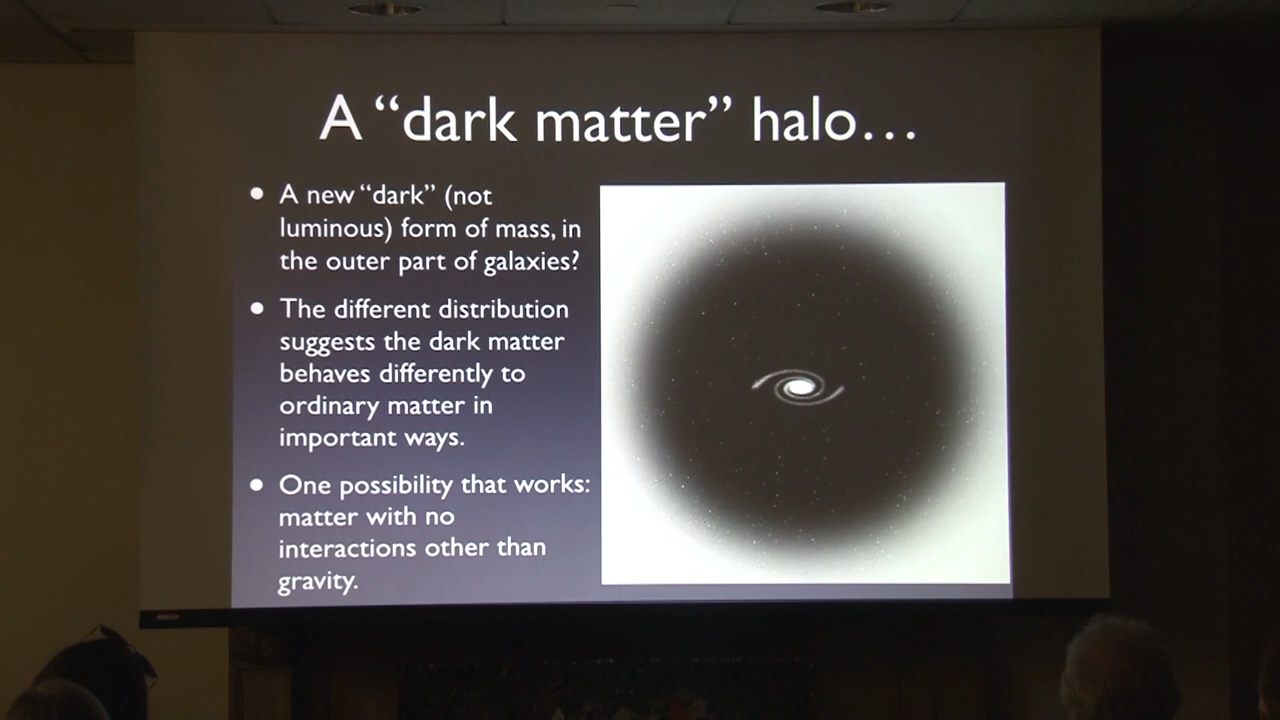 A “dark matter” halo...
• A new “dark” (not
luminous) form of mass, in
the outer part of galaxies?
• The different distribution
suggests the dark matter
behaves differently to
ordinary matter in
important ways.
• One possibility that works:
matter with no
interactions other than
gravity.